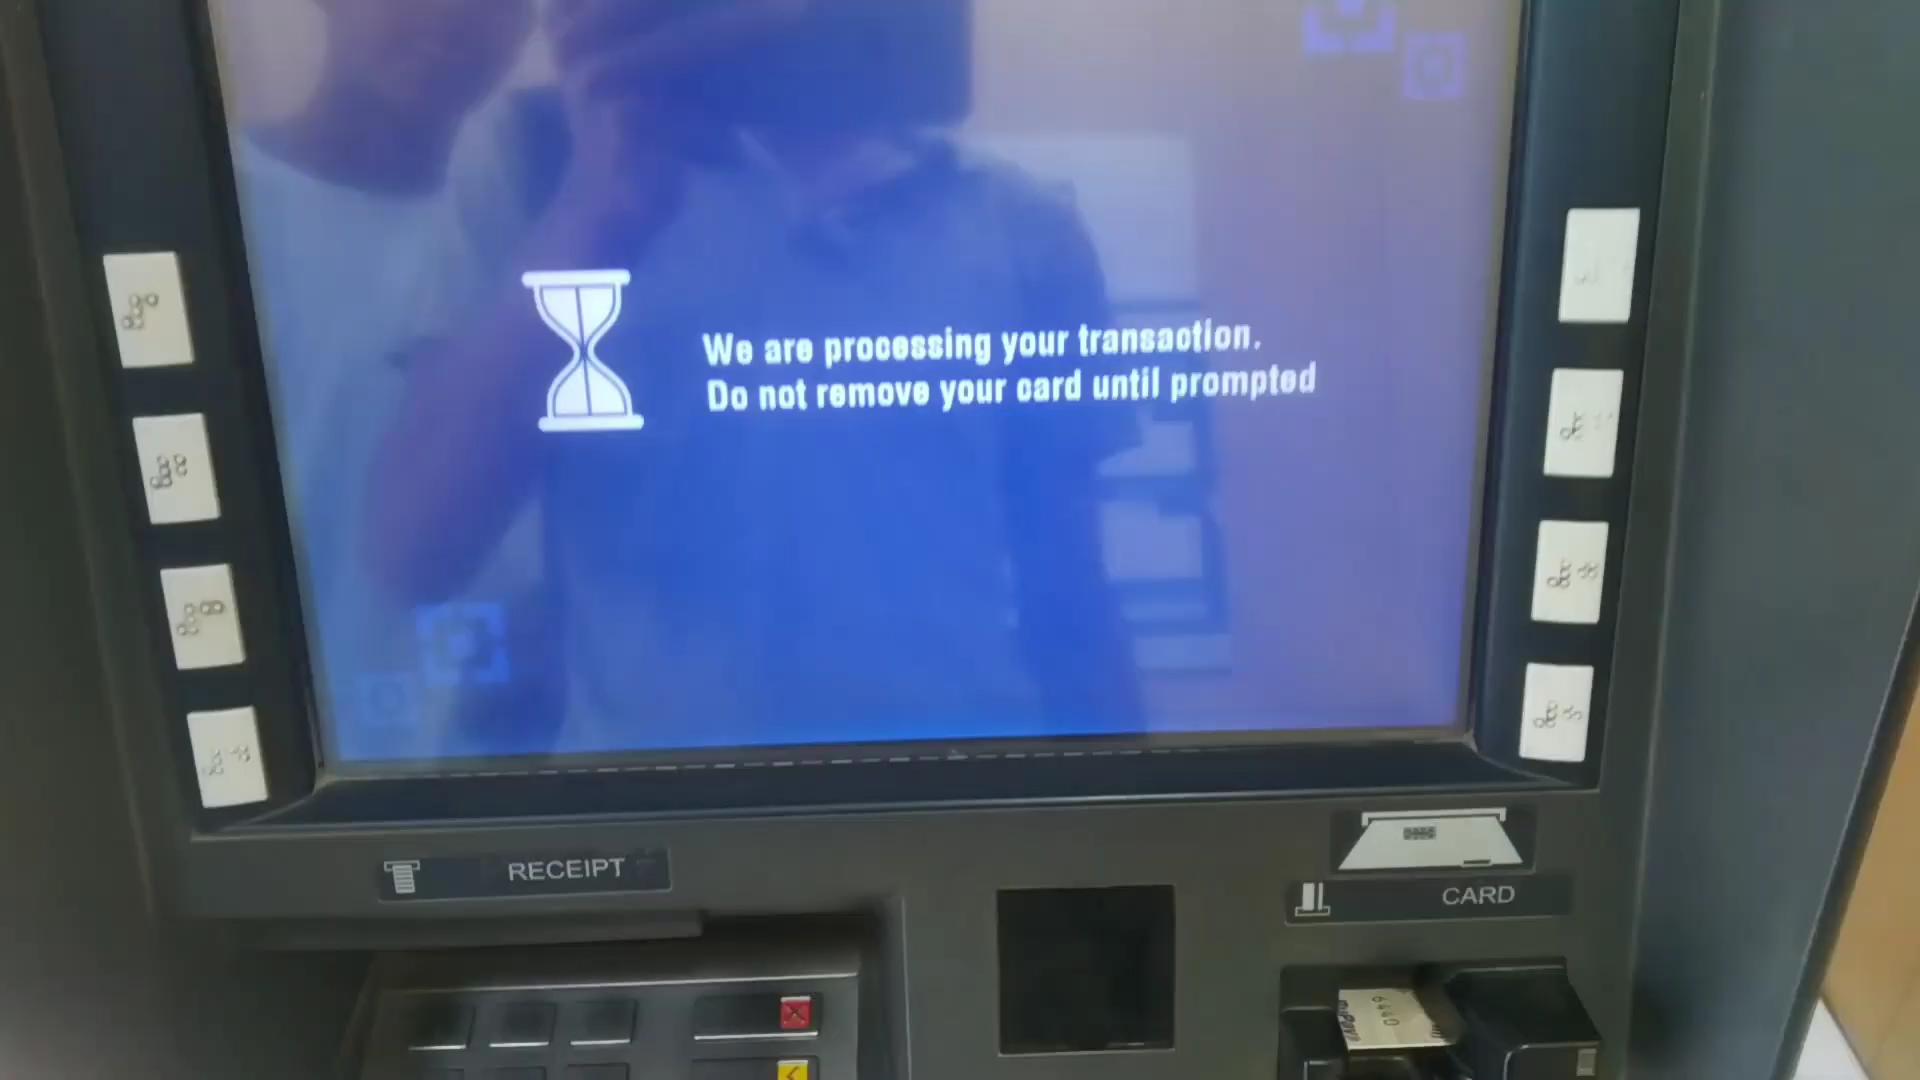 We are processing your transaction.
Do not remove your card until prompted
RECEIPT
CARD